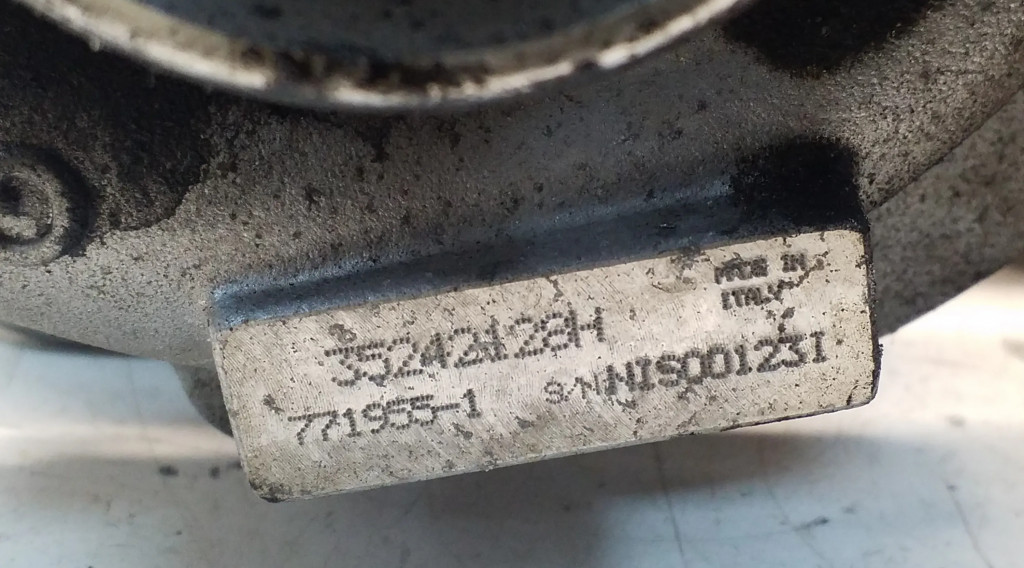 MADE IN
ITALY
35242128H
771955-1 S/N NIS00123I